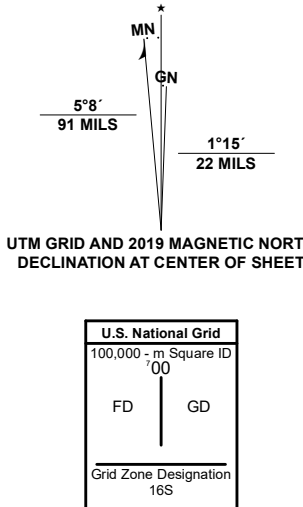 ★
MN
GN
5°8´
91 MILS
1°15´
22 MILS
UTM GRID AND 2019 MAGNETIC NORT
DECLINATION AT CENTER OF SHEET
U.S. National Grid
100,000 - m Square ID
⁷00
FD GD
Grid Zone Designation
16S